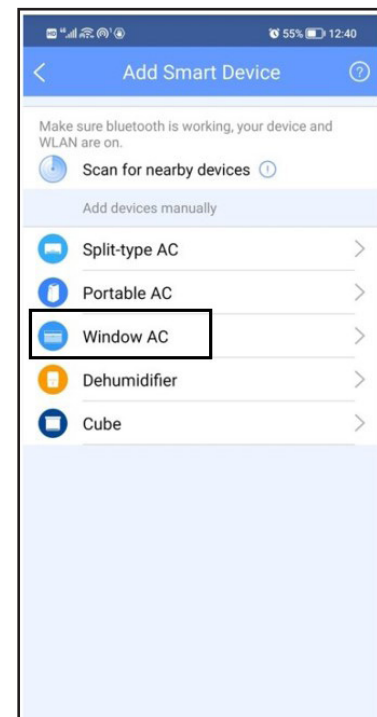 55% 12:40
Add Smart Device
Make sure bluetooth is working, your device and
WLAN are on.
Scan for nearby devices
Add devices manually
Split-type AC
Portable AC
Window AC
Dehumidifier
Cube